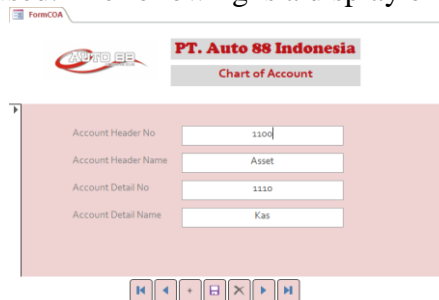 FormCOA
AUTO 88
PT. Auto 88 Indonesia
Chart of Account
Account Header No 1100
Account Header Name Asset
Account Detail No 1110
Account Detail Name Kas